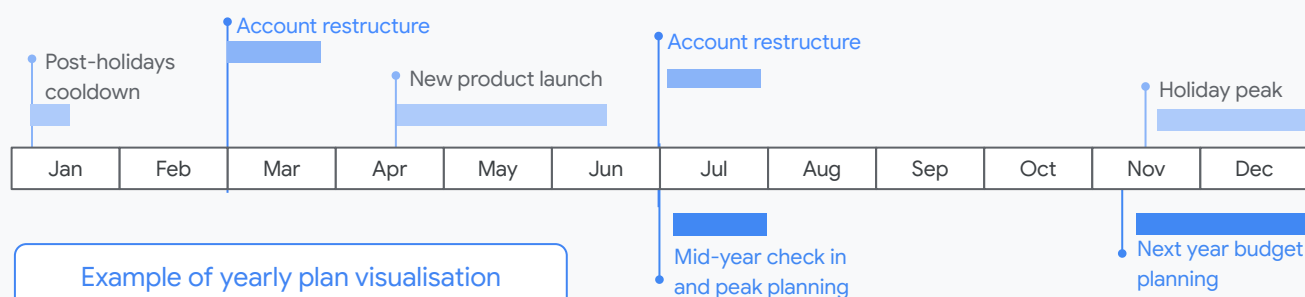 Account restructure
Account restructure
Post-holidays
cooldown
New product launch
Holiday peak
Jan Feb Mar Apr May Jun Jul Aug Sep Oct Nov Dec
Mid-year check in
and peak planning
Next year budget
planning
Example of yearly plan visualisation